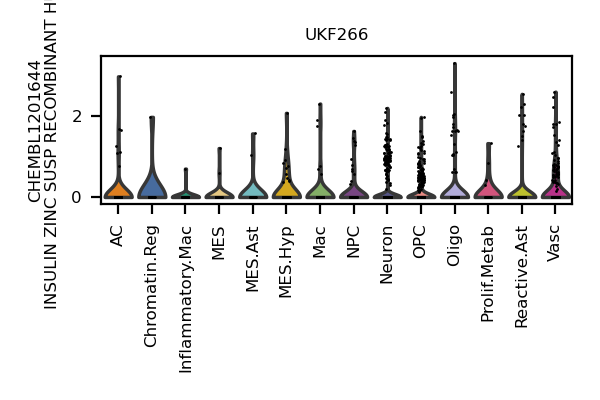 UKF266
CHEMBL1201644
INSULIN ZINC SUSP RECOMBINANT H
2
0
AC
Chromatin.Reg
Inflammatory.Mac
MES
MES.Ast
MES.Hyp
Mac
NPC
Neuron
OPC
Oligo
Prolif.Metab
Reactive.Ast
Vasc